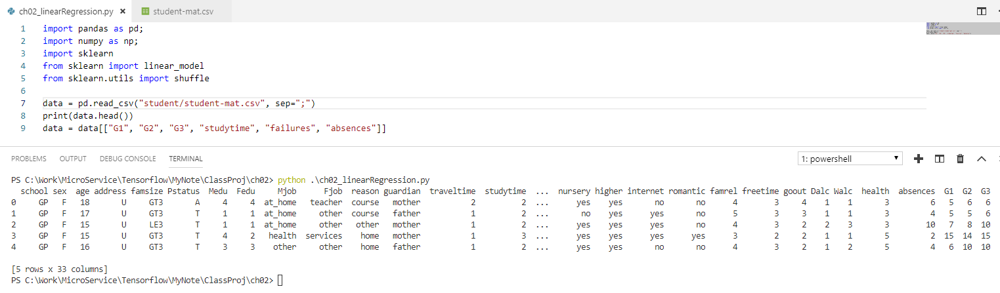 ch02_linearRegression.py × student-mat.csv
1 import pandas as pd;
2 import numpy as np;
3 import sklearn
4 from sklearn import linear_model
5 from sklearn.utils import shuffle
6
7 data = pd.read_csv("student/student-mat.csv", sep=";")
8 print(data.head())
9 data = data[["G1", "G2", "G3", "studytime", "failures", "absences"]]
PROBLEMS OUTPUT DEBUG CONSOLE TERMINAL 1: powershell
PS C:\Work\MicroService\Tensorflow\MyNote\ClassProj\ch02> python .\ch02_linearRegression.py
school sex age address famsize Pstatus Medu Fedu Mjob Fjob reason guardian traveltime studytime ... nursery higher internet romantic famrel freetime goout Dalc Walc health absences G1 G2 G3
0 GP F 18 U GT3 A 4 4 at_home teacher course mother 2 2 ... yes yes no no 4 3 4 1 1 3 6 5 6 6
1 GP F 17 U GT3 T 1 1 at_home other course father 1 2 ... no yes yes no 5 3 3 1 1 3 4 5 5 6
2 GP F 15 U LE3 T 1 1 at_home other other mother 1 2 ... yes yes yes no 4 3 2 2 3 3 10 7 8 10
3 GP F 15 U GT3 T 4 2 health services home mother 1 3 ... yes yes yes yes 3 2 2 1 1 5 2 15 14 15
4 GP F 16 U GT3 T 3 3 other other home father 1 2 ... yes yes no no 4 3 2 1 2 5 4 6 10 10
[5 rows x 33 columns]
PS C:\Work\MicroService\Tensorflow\MyNote\ClassProj\ch02>